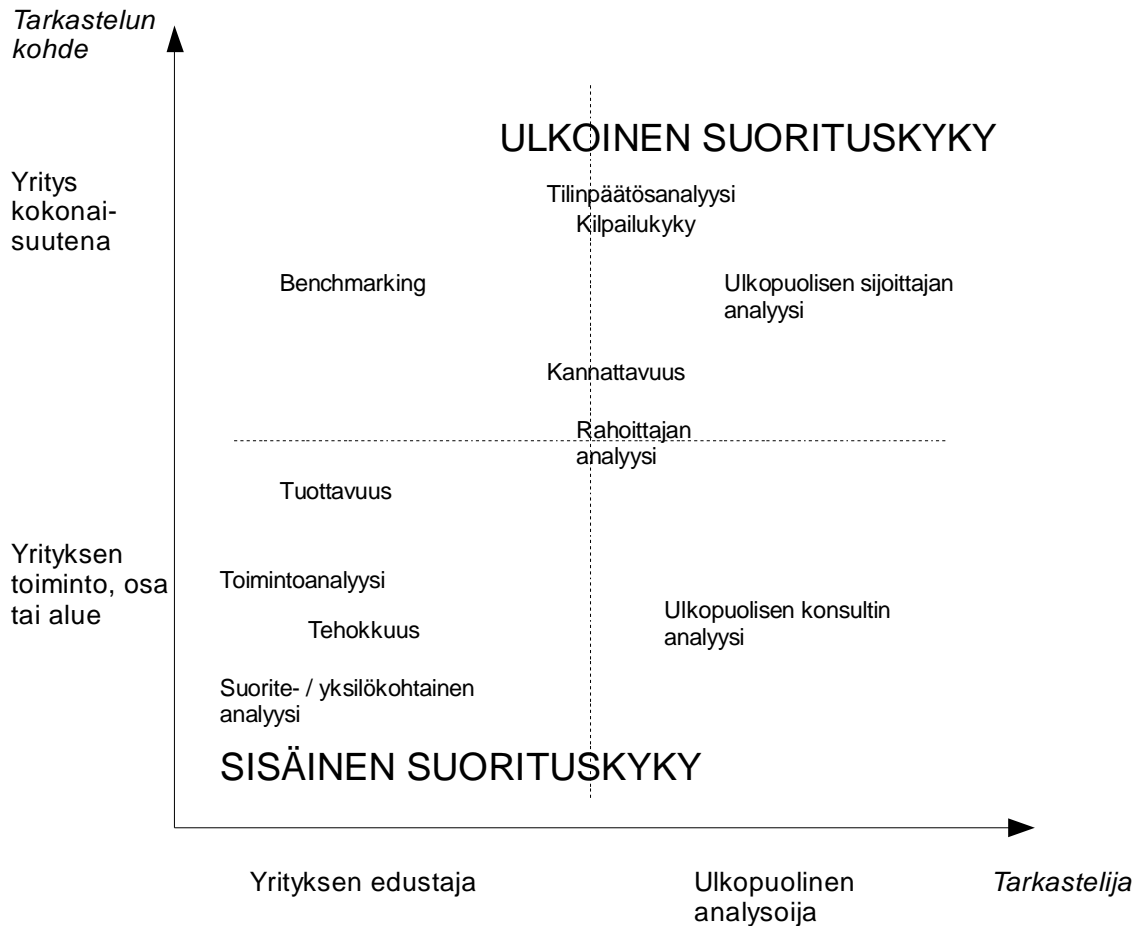 Tarkastelun
kohde
ULKOINEN SUORITUSKYKY
Yritys
kokonai-
suutena
Tilinpäätösanalyysi
Kilpailukyky
Benchmarking
Ulkopuolisen sijoittajan
analyysi
Kannattavuus
Rahoittajan
analyysi
Tuottavuus
Yrityksen
toiminto, osa
tai alue
Toimintoanalyysi
Tehokkuus
Ulkopuolisen konsultin
analyysi
Suorite- / yksilökohtainen
analyysi
SISÄINEN SUORITUSKYKY
Yrityksen edustaja
Ulkopuolinen
analysoija
Tarkastelija